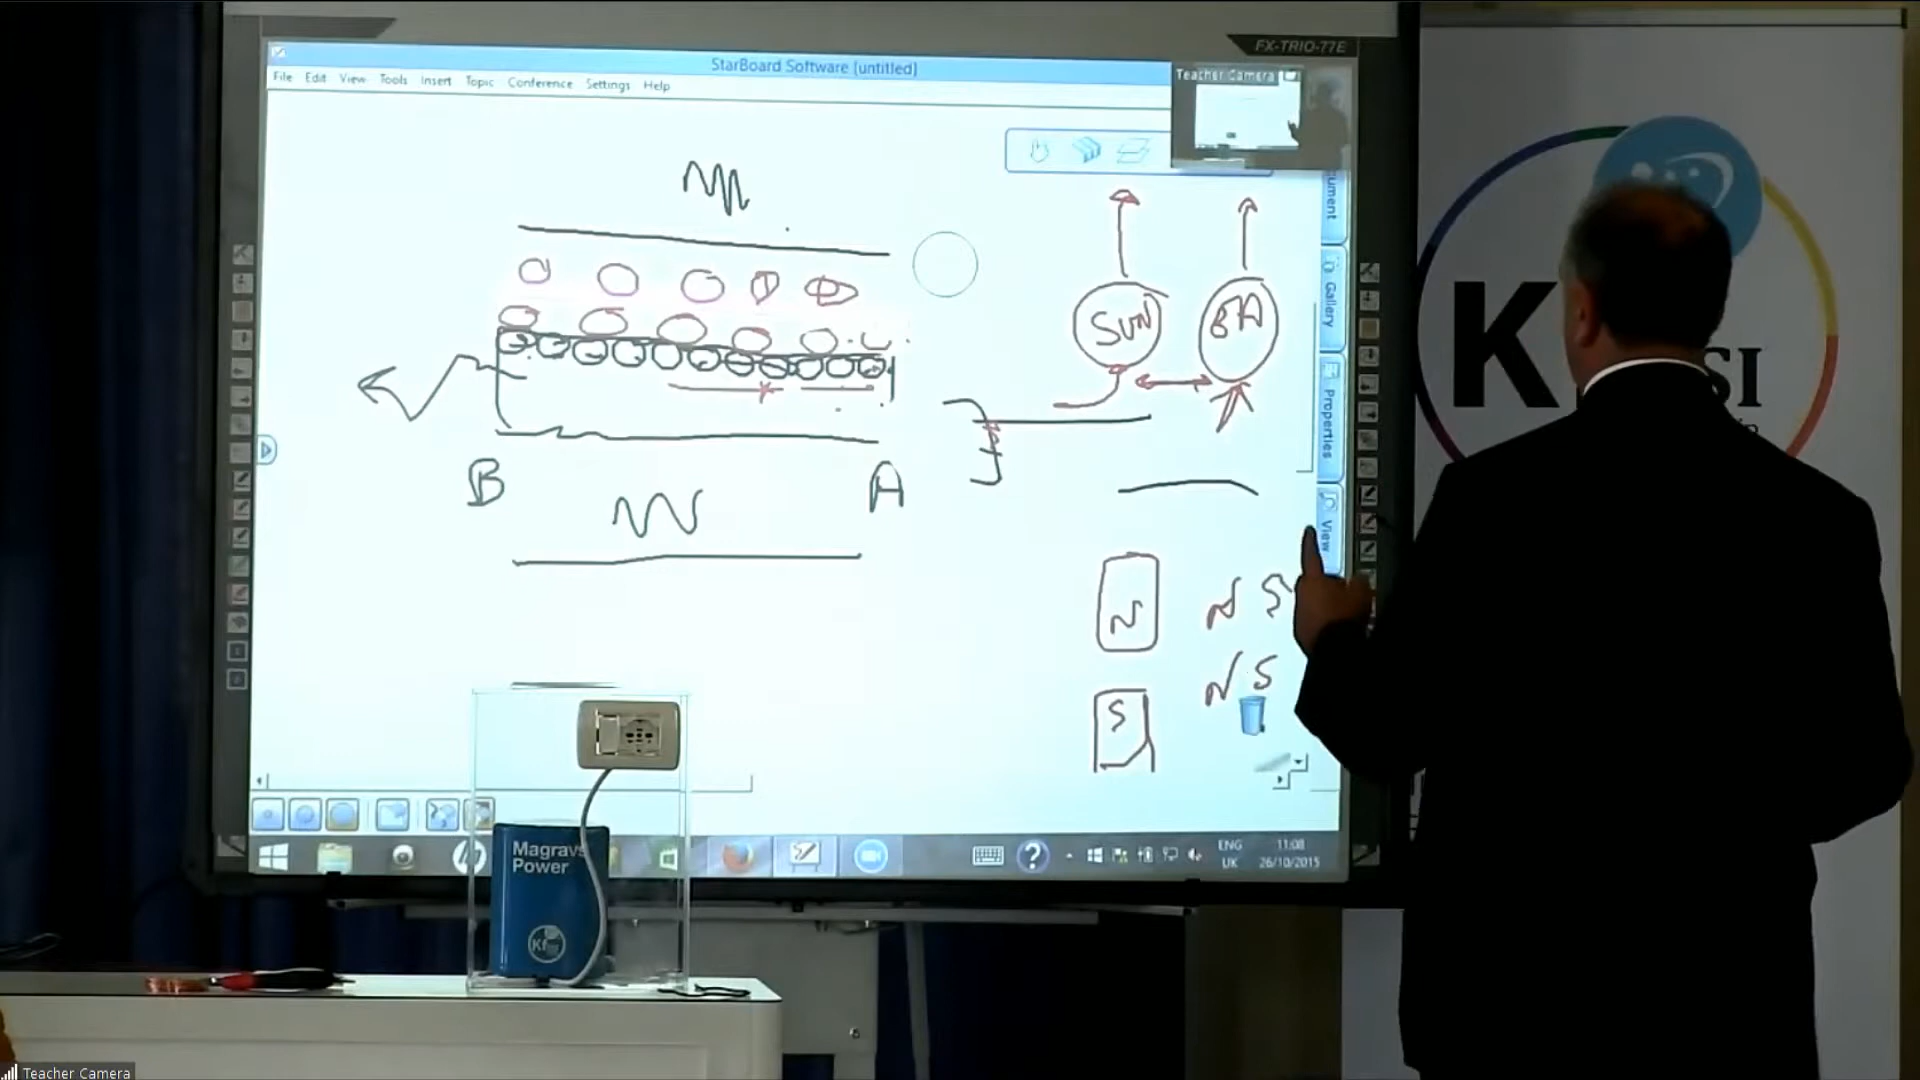 FX-TRIO-77E
StarBoard Software [untitled]
File Edit View Tools Insert Topic Conference Settings Help
Teacher Camera
Gallery
Properties
View
SUN
B A
N
N S
N S
S
ENG
UK
11:08
26/10/2015
Magravs
Power
Teacher Camera